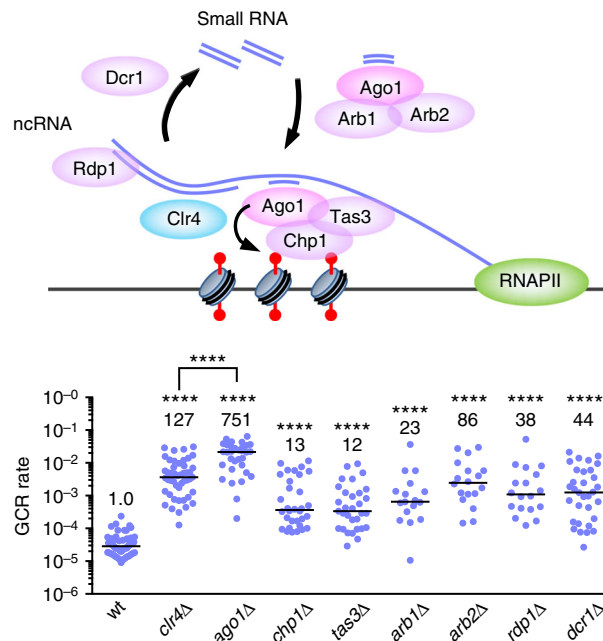 Small RNA
Dcr1
Ago1
Arb1
Arb2
ncRNA
Rdp1
Ago1
Tas3
Clr4
Chp1
RNAPII
****
**** **** **** **** **** **** **** ****
1.0 127 751 13 12 23 86 38 44
GCR rate
10⁰
10⁻¹
10⁻²
10⁻³
10⁻⁴
10⁻⁵
10⁻⁶
wt clr4Δ ago1Δ chp1Δ tas3Δ arb1Δ arb2Δ rdp1Δ dcr1Δ